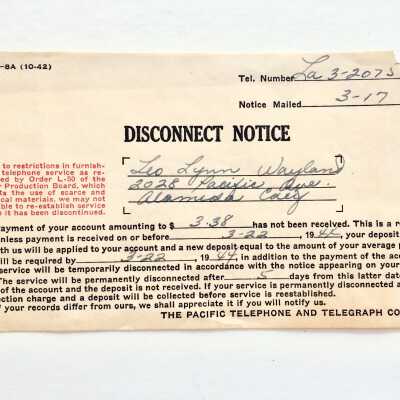 -8A (10-42)
Tel. Number La 3-2075
Notice Mailed 3-17
DISCONNECT NOTICE
to restrictions in furnish-
telephone service as re-
ed by Order L-50 of the
Production Board, which
ts the use of scarce and
cal materials, we may not
ble to re-establish service
e it has been discontinued.
Leo Lynn Wayland
2028 Pacific Ave.
Alameda
ayment of your account amounting to $ 3.38 has not been received. This is a r
nless payment is received on or before 3-22, 1944, your deposit
th us will be applied to your account and a new deposit equal to the amount of your average
ill be required by 3-22, 1944, in addition to the payment of the acco
service will be temporarily disconnected in accordance with the notice appearing on your
The service will be permanently disconnected after 5 days from this latter date
of the account and the deposit is not received. If your service is permanently disconnected a
ection charge and a deposit will be collected before service is reestablished.
f your records differ from ours, we shall appreciate it if you will notify us.
THE PACIFIC TELEPHONE AND TELEGRAPH CO